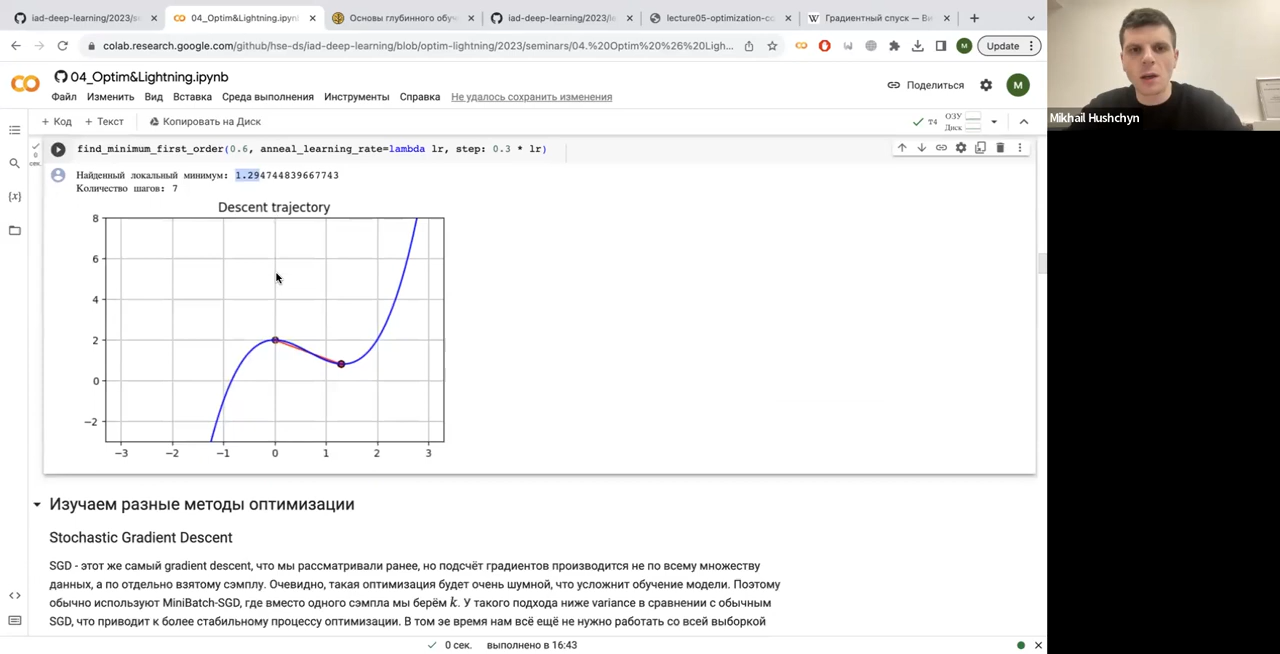 iad-deep-learning/2023/se
04_Optim&Lightning.ipynb
Основы глубинного обуч
iad-deep-learning/2023/le
lecture05-optimization-co
Градиентный спуск — Ви
colab.research.google.com/github/hse-ds/iad-deep-learning/blob/optim-lightning/2023/seminars/04.%20Optim%20%26%20Ligh...
M
Update
04_Optim&Lightning.ipynb
Файл Изменить Вид Вставка Среда выполнения Инструменты Справка Не удалось сохранить изменения
Поделиться
M
+ Код + Текст Копировать на Диск
T4
ОЗУ
Диск
0
сек.
find_minimum_first_order(0.6, anneal_learning_rate=lambda lr, step: 0.3 * lr)
Найденный локальный минимум: 1.2944744839667743
Количество шагов: 7
Descent trajectory
8
6
4
2
0
−2
−3 −2 −1 0 1 2 3
Изучаем разные методы оптимизации
Stochastic Gradient Descent
SGD - этот же самый gradient descent, что мы рассматривали ранее, но подсчёт градиентов производится не по всему множеству
данных, а по отдельно взятому сэмплу. Очевидно, такая оптимизация будет очень шумной, что усложнит обучение модели. Поэтому
обычно используют MiniBatch-SGD, где вместо одного сэмпла мы берём k. У такого подхода ниже variance в сравнении с обычным
SGD, что приводит к более стабильному процессу оптимизации. В том эе время нам всё ещё не нужно работать со всей выборкой
0 сек. выполнено в 16:43
Mikhail Hushchyn